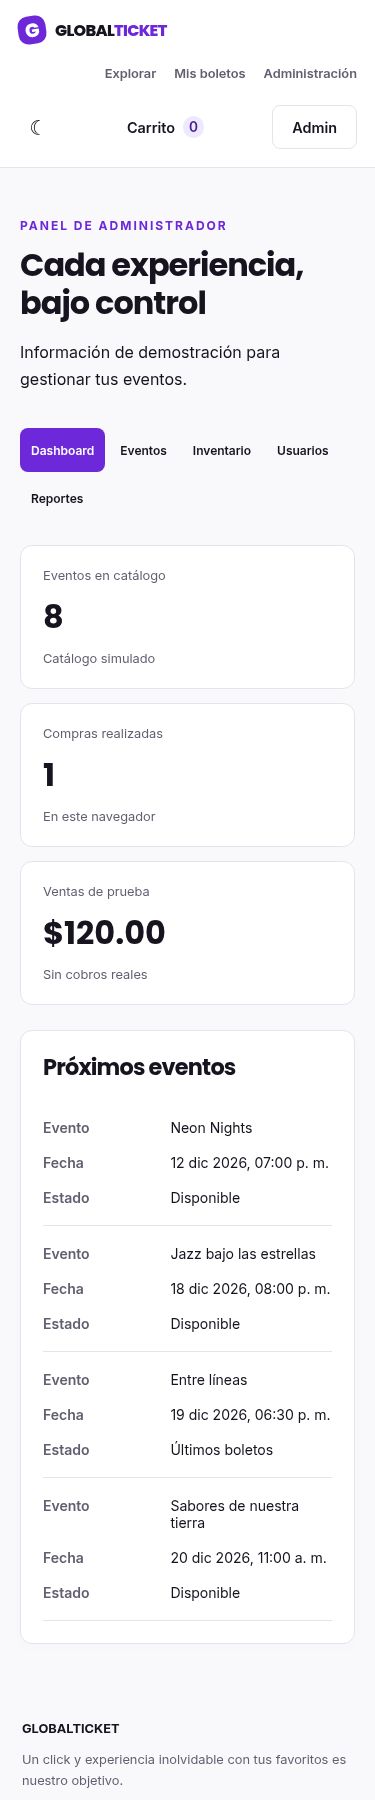 G GLOBALTICKET
Explorar Mis boletos Administración
Carrito 0 Admin
PANEL DE ADMINISTRADOR
Cada experiencia,
bajo control
Información de demostración para
gestionar tus eventos.
Dashboard Eventos Inventario Usuarios
Reportes
Eventos en catálogo
8
Catálogo simulado
Compras realizadas
1
En este navegador
Ventas de prueba
$120.00
Sin cobros reales
Próximos eventos
Evento Neon Nights
Fecha 12 dic 2026, 07:00 p. m.
Estado Disponible
Evento Jazz bajo las estrellas
Fecha 18 dic 2026, 08:00 p. m.
Estado Disponible
Evento Entre líneas
Fecha 19 dic 2026, 06:30 p. m.
Estado Últimos boletos
Evento Sabores de nuestra
tierra
Fecha 20 dic 2026, 11:00 a. m.
Estado Disponible
GLOBALTICKET
Un click y experiencia inolvidable con tus favoritos es
nuestro objetivo.